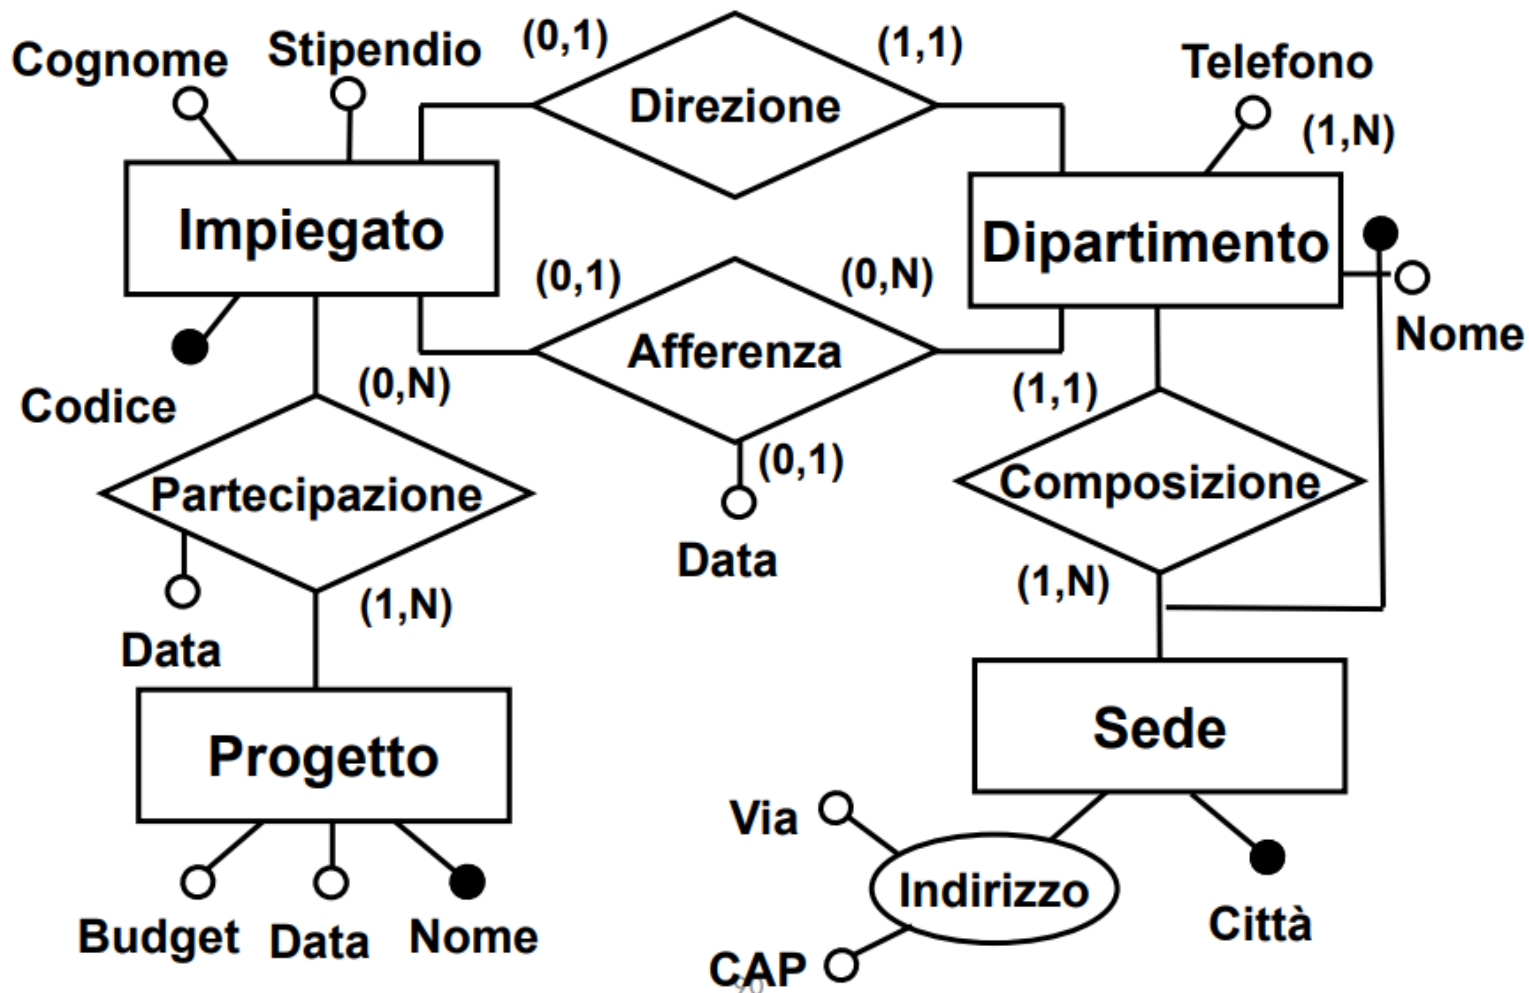 Cognome
Stipendio
(0,1)
(1,1)
Telefono
(1,N)
Direzione
Impiegato
Dipartimento
(0,1)
(0,N)
Nome
Afferenza
Codice
(0,N)
(1,1)
(0,1)
Partecipazione
Composizione
Data
(1,N)
(1,N)
Data
Progetto
Sede
Via
Indirizzo
Città
Budget
Data
Nome
CAP